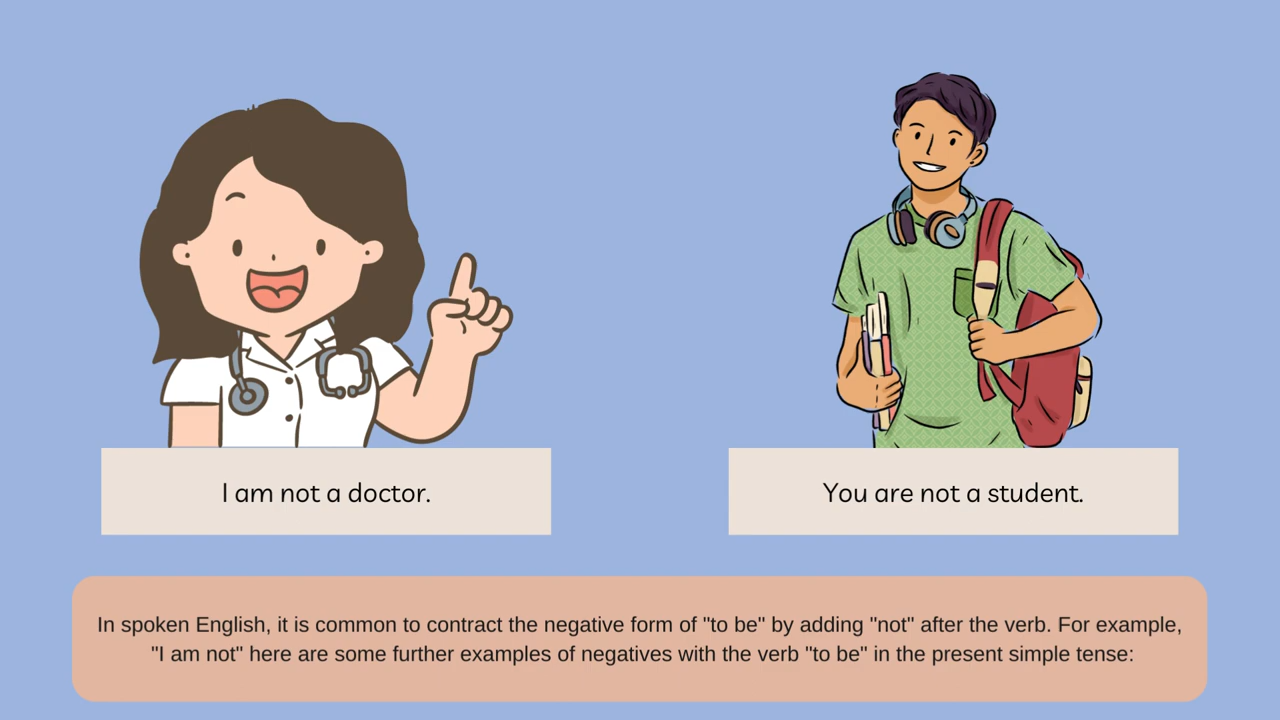 I am not a doctor.
You are not a student.
In spoken English, it is common to contract the negative form of "to be" by adding "not" after the verb. For example,
"I am not" here are some further examples of negatives with the verb "to be" in the present simple tense: